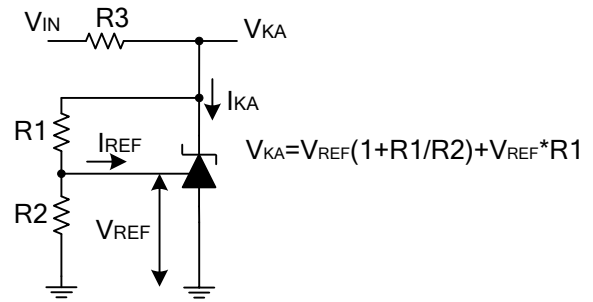 R3
VIN
VKA
IKA
R1
IREF
VKA=VREF(1+R1/R2)+VREF*R1
R2
VREF